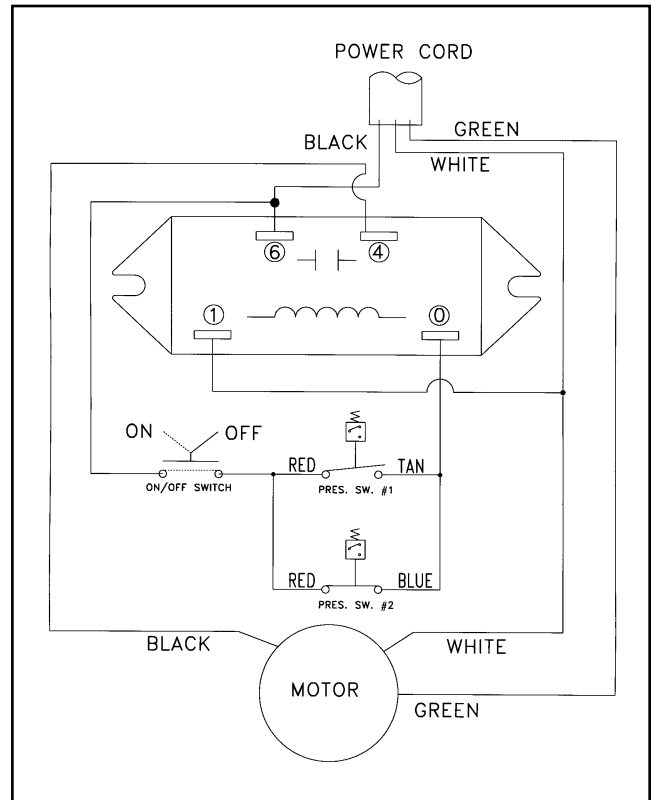 POWER CORD
BLACK
GREEN
WHITE
6
4
1
0
ON
OFF
ON/OFF SWITCH
RED
TAN
PRES. SW. #1
RED
BLUE
PRES. SW. #2
BLACK
WHITE
MOTOR
GREEN